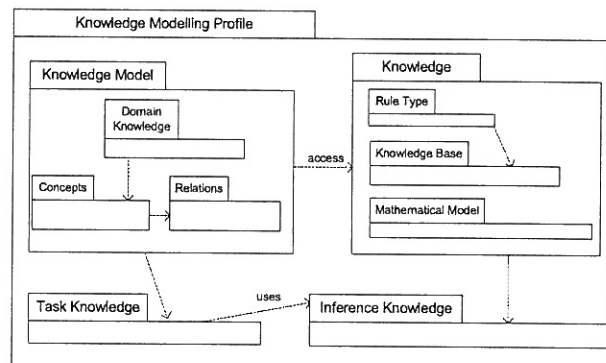 Knowledge Modelling Profile
Knowledge Model
Domain
Knowledge
Concepts
Relations
access
Knowledge
Rule Type
Knowledge Base
Mathematical Model
Task Knowledge
uses
Inference Knowledge